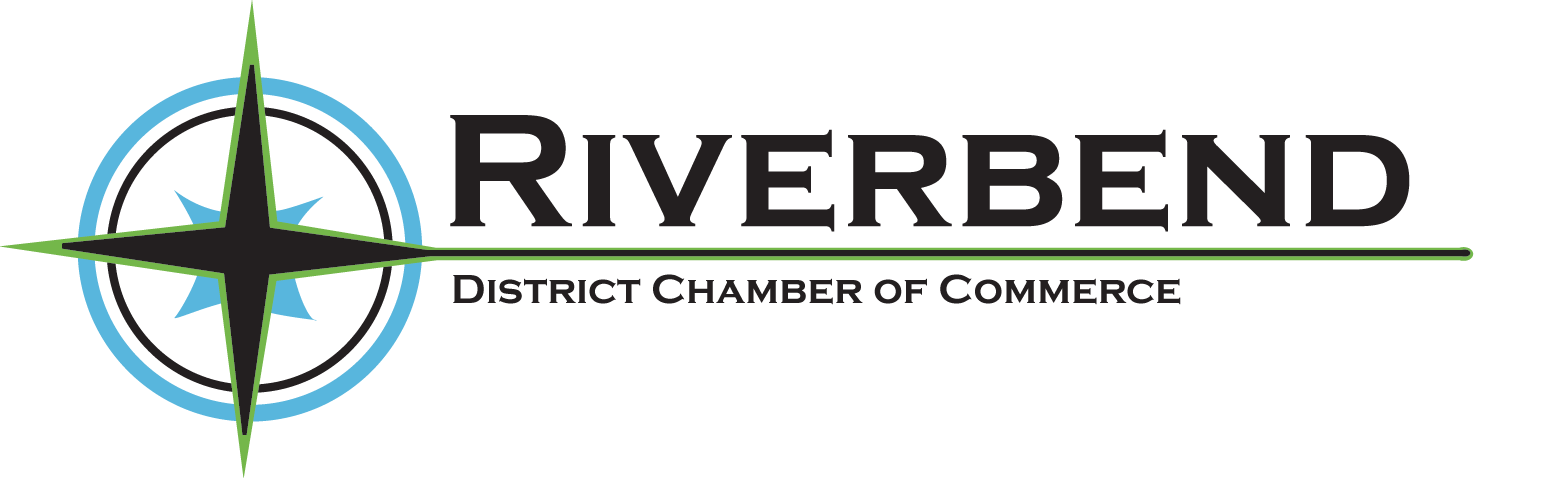 RIVERBEND
DISTRICT CHAMBER OF COMMERCE